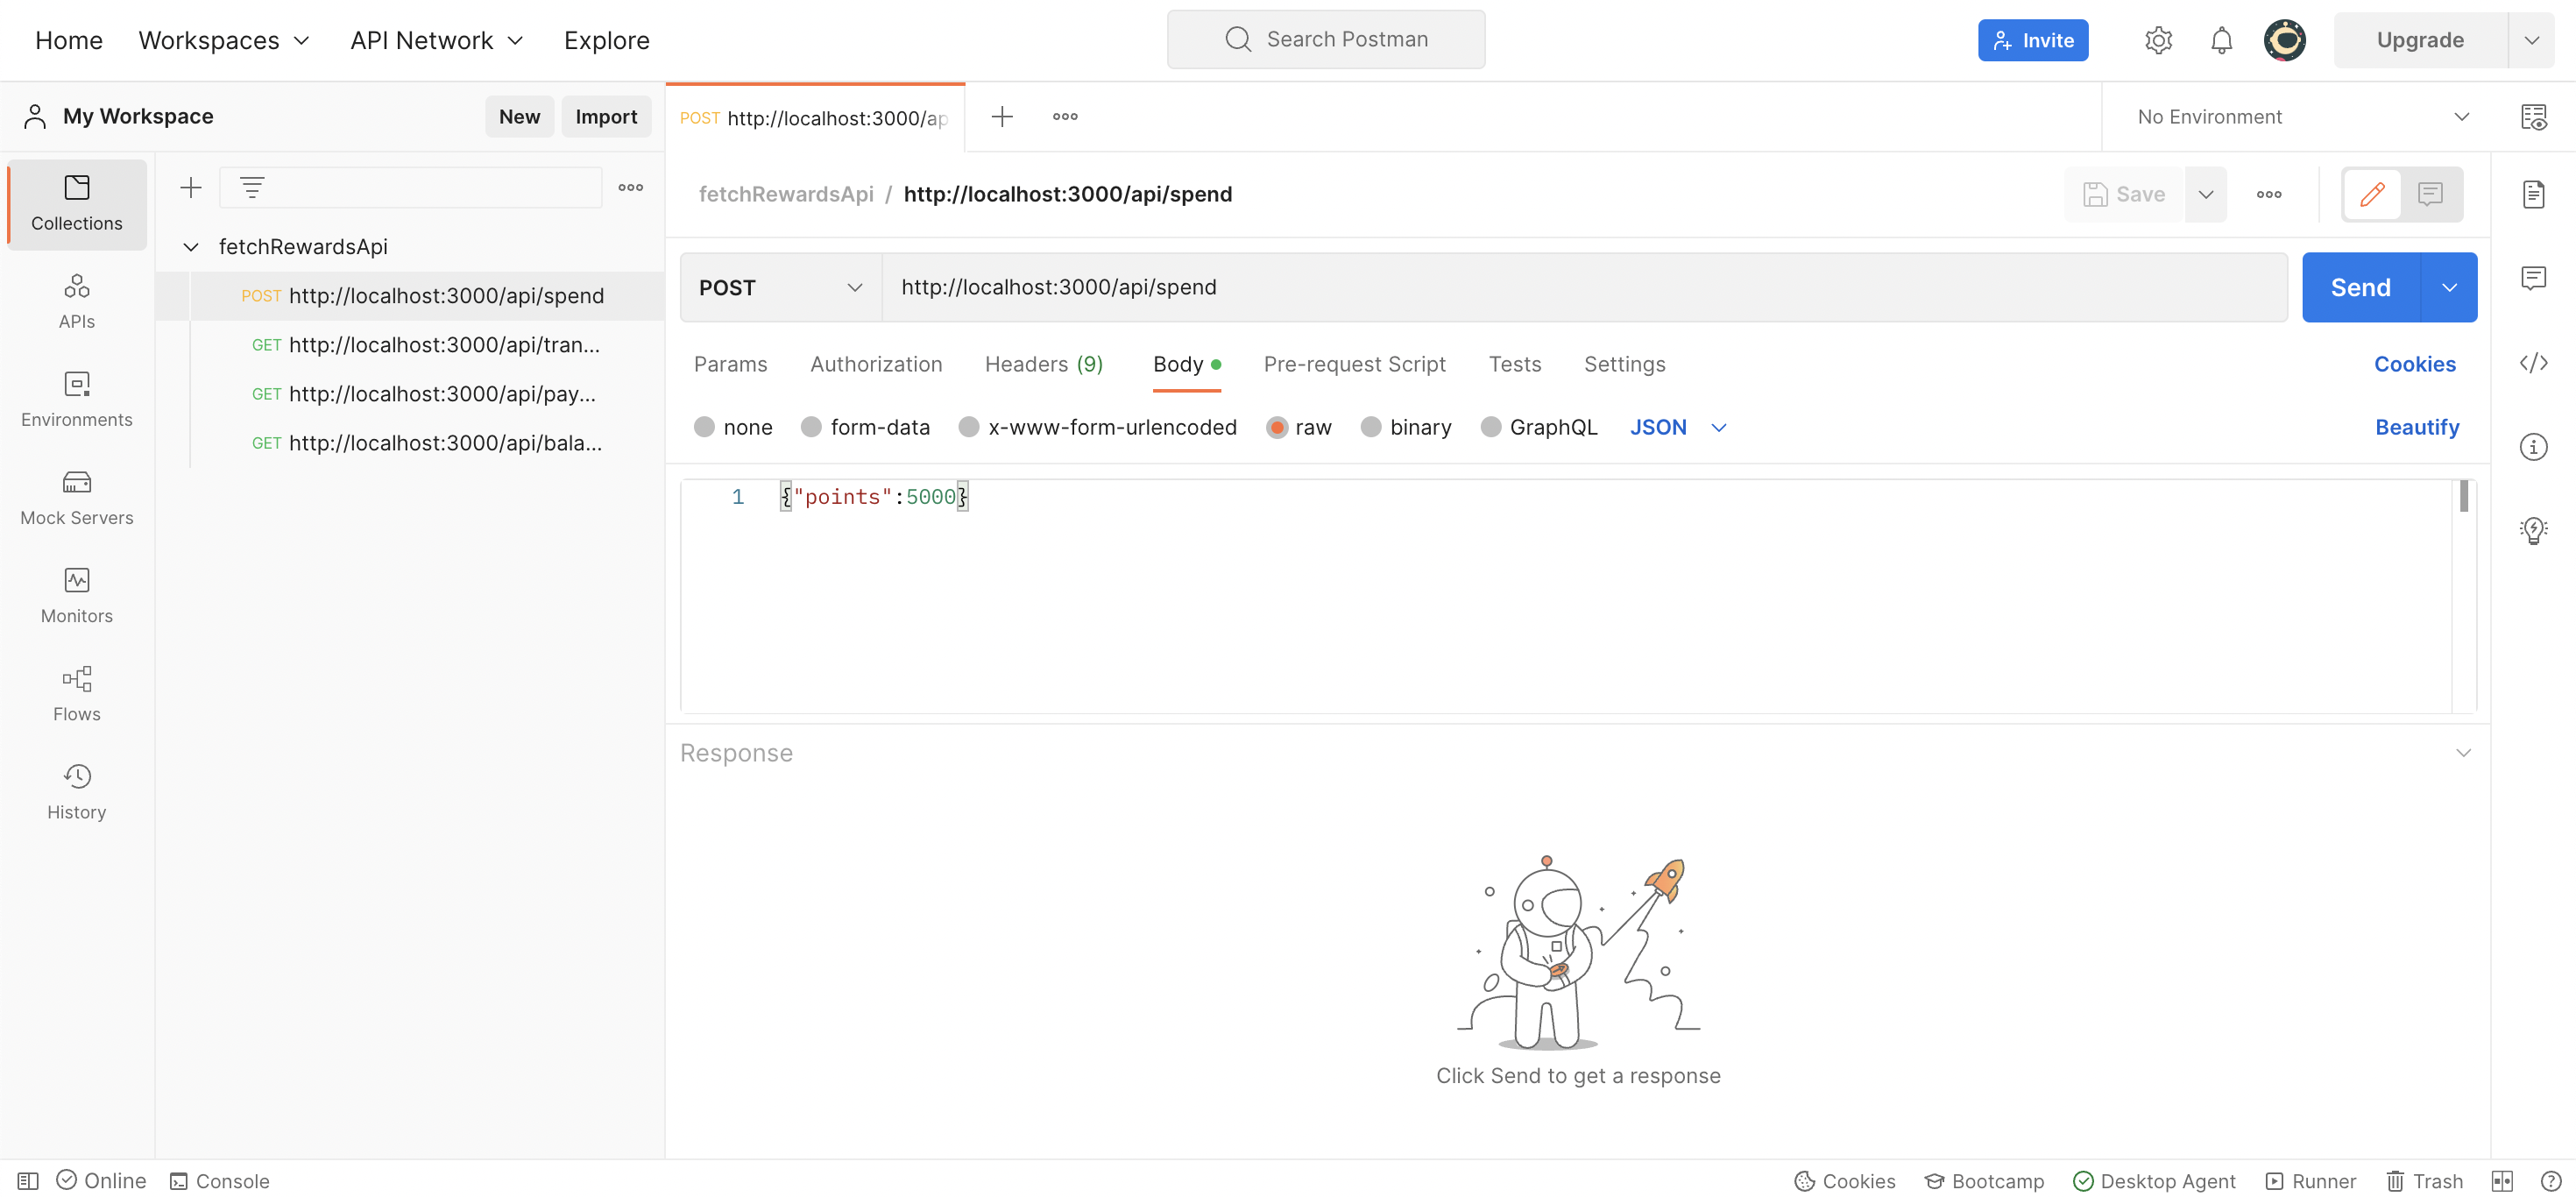 Home Workspaces API Network Explore Search Postman Invite Upgrade
My Workspace New Import POST http://localhost:3000/ap No Environment
fetchRewardsApi / http://localhost:3000/api/spend Save
Collections
fetchRewardsApi
POST http://localhost:3000/api/spend
GET http://localhost:3000/api/tran...
GET http://localhost:3000/api/pay...
GET http://localhost:3000/api/bala...
APIs
Environments
Mock Servers
Monitors
Flows
History
POST http://localhost:3000/api/spend Send
Params Authorization Headers (9) Body Pre-request Script Tests Settings Cookies
none form-data x-www-form-urlencoded raw binary GraphQL JSON Beautify
1 {"points":5000}
Response
Click Send to get a response
Online Console Cookies Bootcamp Desktop Agent Runner Trash